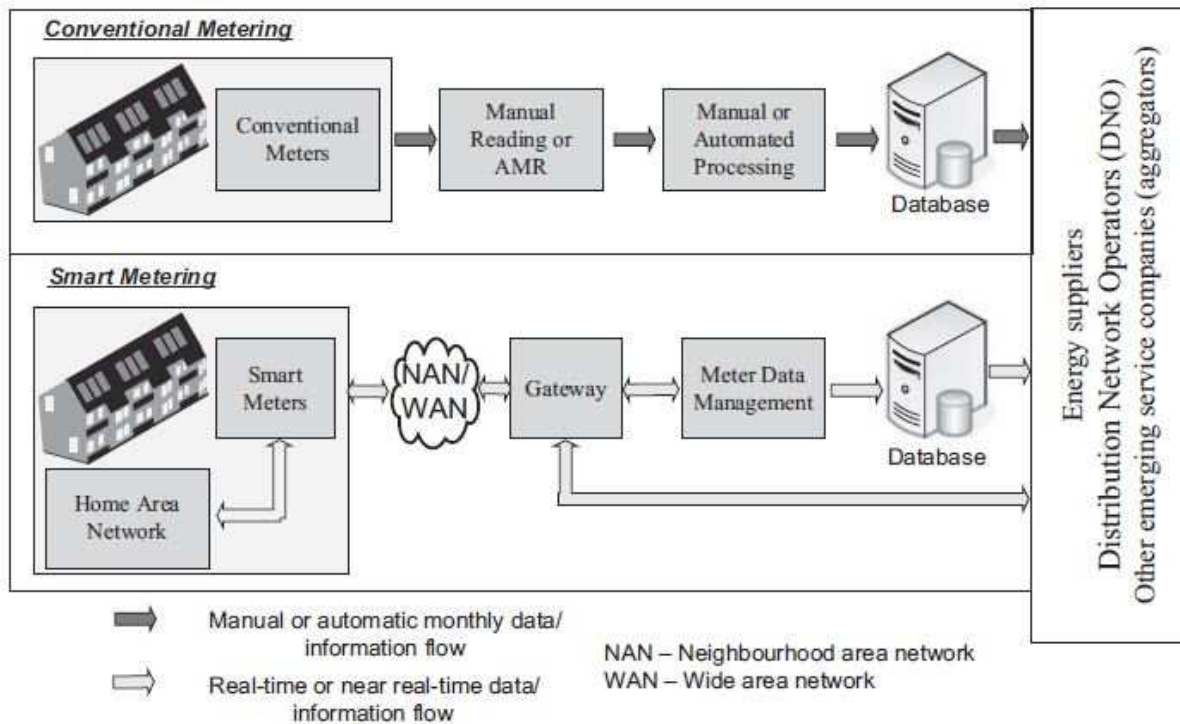 Conventional Metering
Conventional
Meters
Manual
Reading or
AMR
Manual or
Automated
Processing
Database
Smart Metering
Smart
Meters
NAN/
WAN
Gateway
Meter Data
Management
Database
Home Area
Network
Energy suppliers
Distribution Network Operators (DNO)
Other emerging service companies (aggregators)
Manual or automatic monthly data/
information flow
Real-time or near real-time data/
information flow
NAN – Neighbourhood area network
WAN – Wide area network